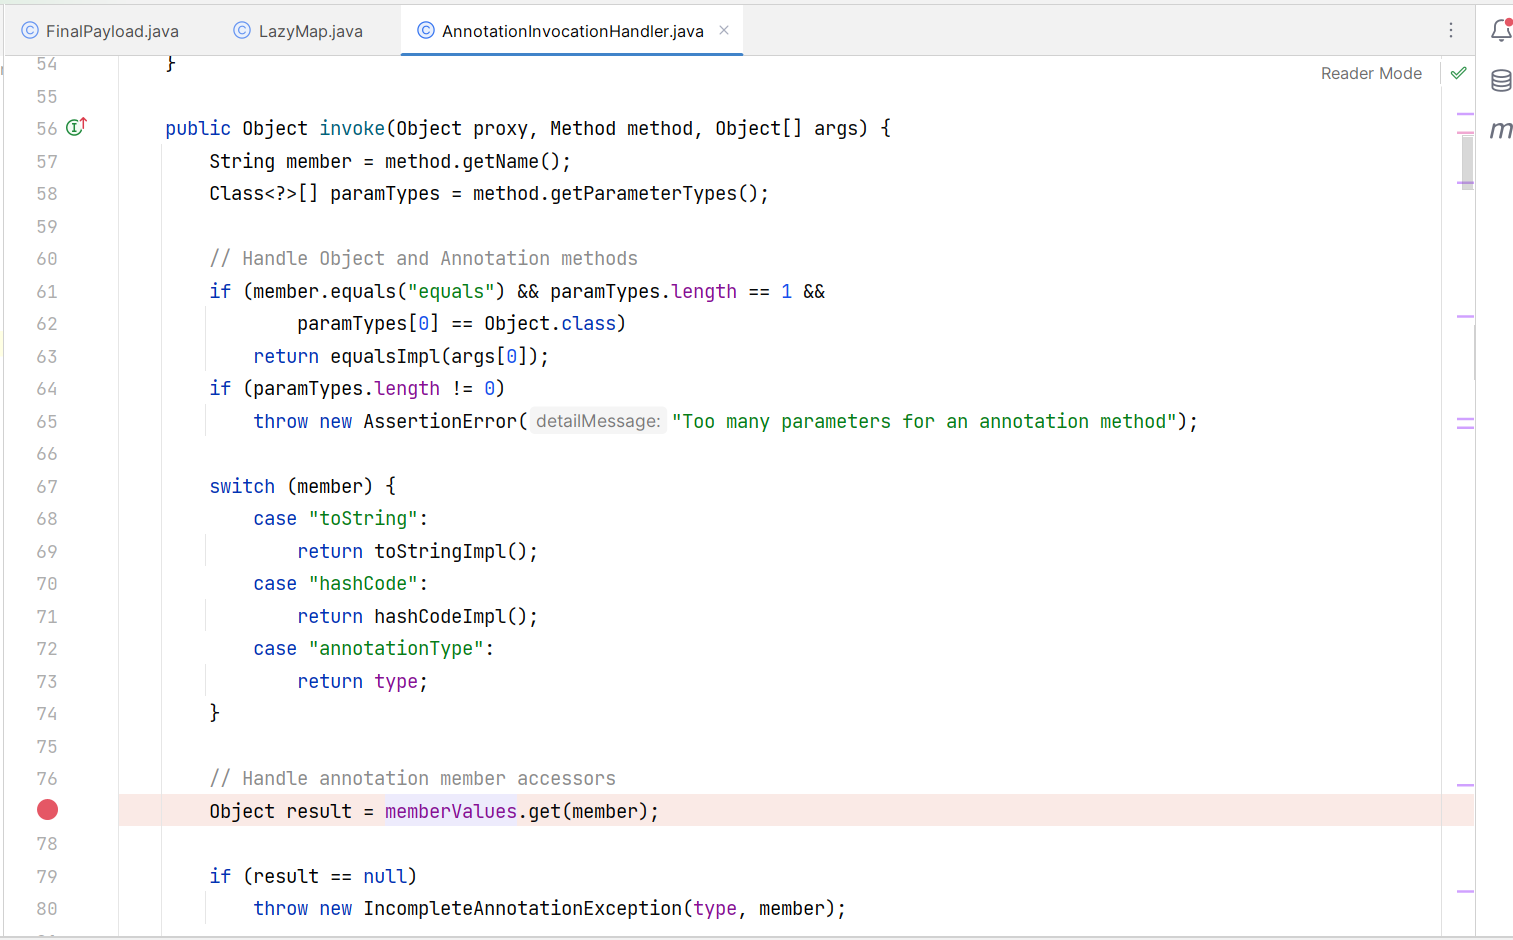 FinalPayload.java LazyMap.java AnnotationInvocationHandler.java
Reader Mode
54 }
55
56 public Object invoke(Object proxy, Method method, Object[] args) {
57 String member = method.getName();
58 Class<?>[] paramTypes = method.getParameterTypes();
59
60 // Handle Object and Annotation methods
61 if (member.equals("equals") && paramTypes.length == 1 &&
62 paramTypes[0] == Object.class)
63 return equalsImpl(args[0]);
64 if (paramTypes.length != 0)
65 throw new AssertionError( detailMessage: "Too many parameters for an annotation method");
66
67 switch (member) {
68 case "toString":
69 return toStringImpl();
70 case "hashCode":
71 return hashCodeImpl();
72 case "annotationType":
73 return type;
74 }
75
76 // Handle annotation member accessors
Object result = memberValues.get(member);
78
79 if (result == null)
80 throw new IncompleteAnnotationException(type, member);